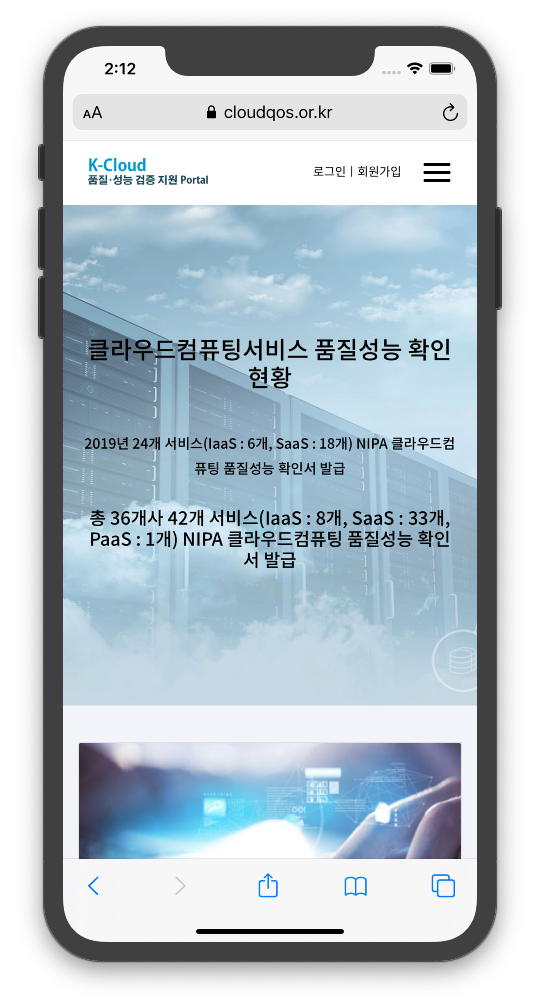 2:12
AA
cloudqos.or.kr
K-Cloud
품질·성능 검증 지원 Portal
로그인 | 회원가입
클라우드컴퓨팅서비스 품질성능 확인
현황
2019년 24개 서비스(IaaS : 6개, SaaS : 18개) NIPA 클라우드컴
퓨팅 품질성능 확인서 발급
총 36개사 42개 서비스(IaaS : 8개, SaaS : 33개,
PaaS : 1개) NIPA 클라우드컴퓨팅 품질성능 확인
서 발급